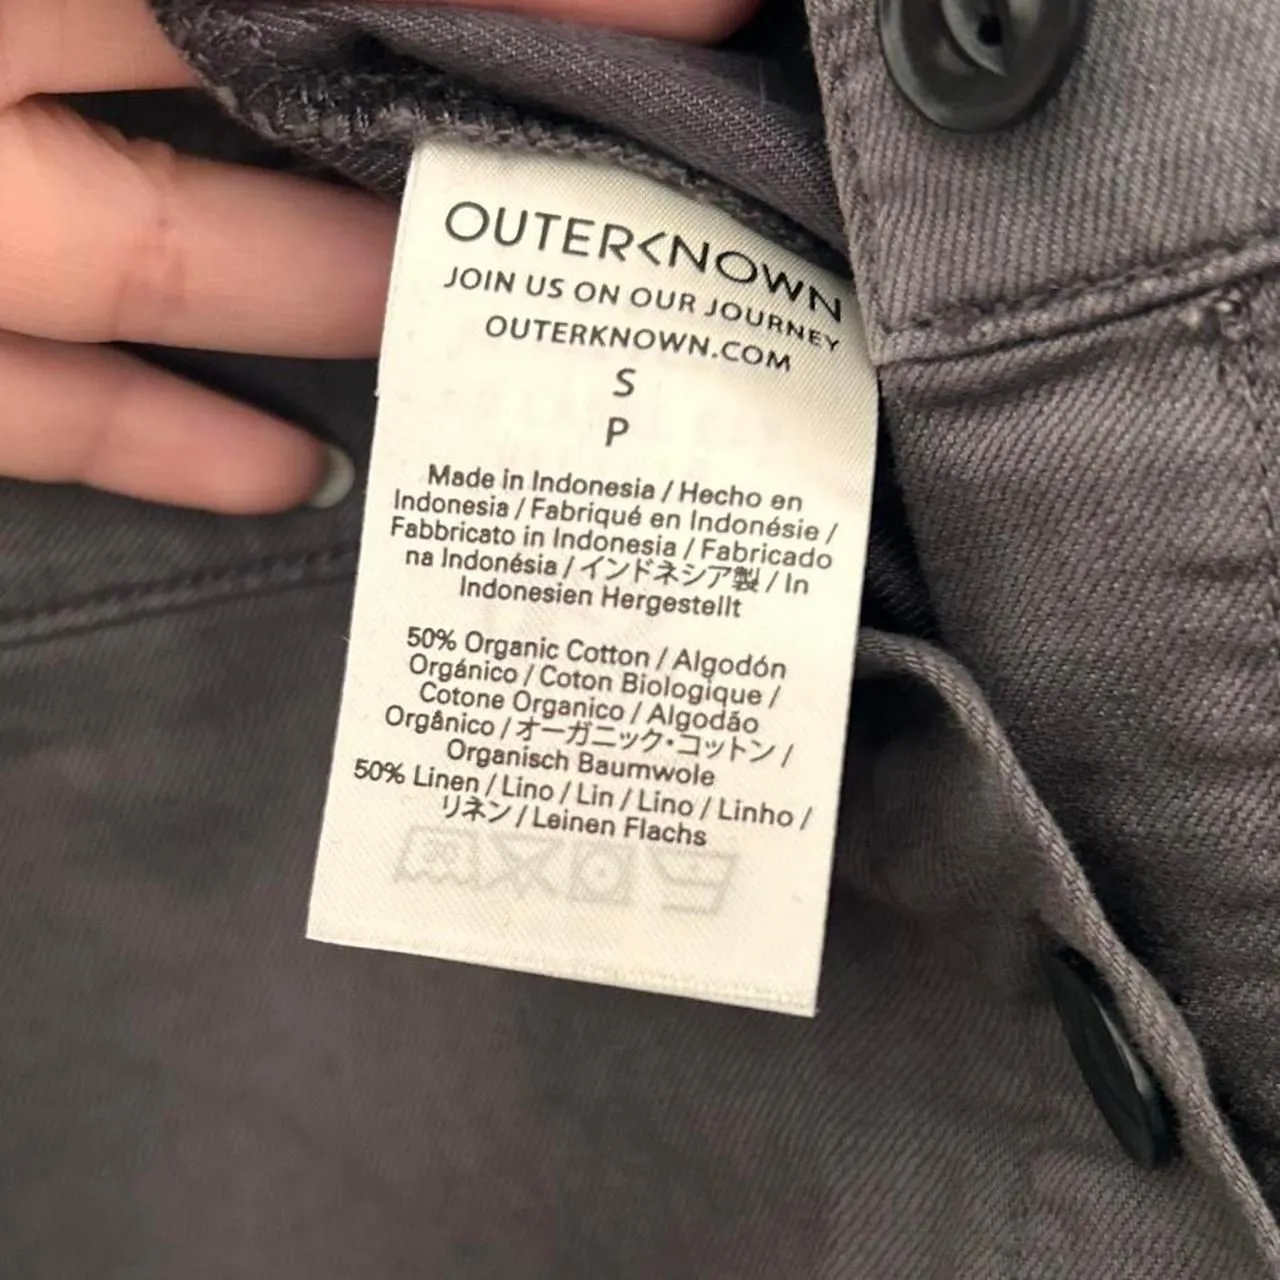 OUTERKNOWN
JOIN US ON OUR JOURNEY
OUTERKNOWN.COM
S
P
Made in Indonesia / Hecho en
Indonesia / Fabriqué en Indonésie /
Fabbricato in Indonesia / Fabricado
na Indonésia / インドネシア製 / In
Indonesien Hergestellt
50% Organic Cotton / Algodón
Orgánico / Coton Biologique /
Cotone Organico / Algodão
Orgânico / オーガニック・コットン /
Organisch Baumwole
50% Linen / Lino / Lin / Lino / Linho /
リネン / Leinen Flachs